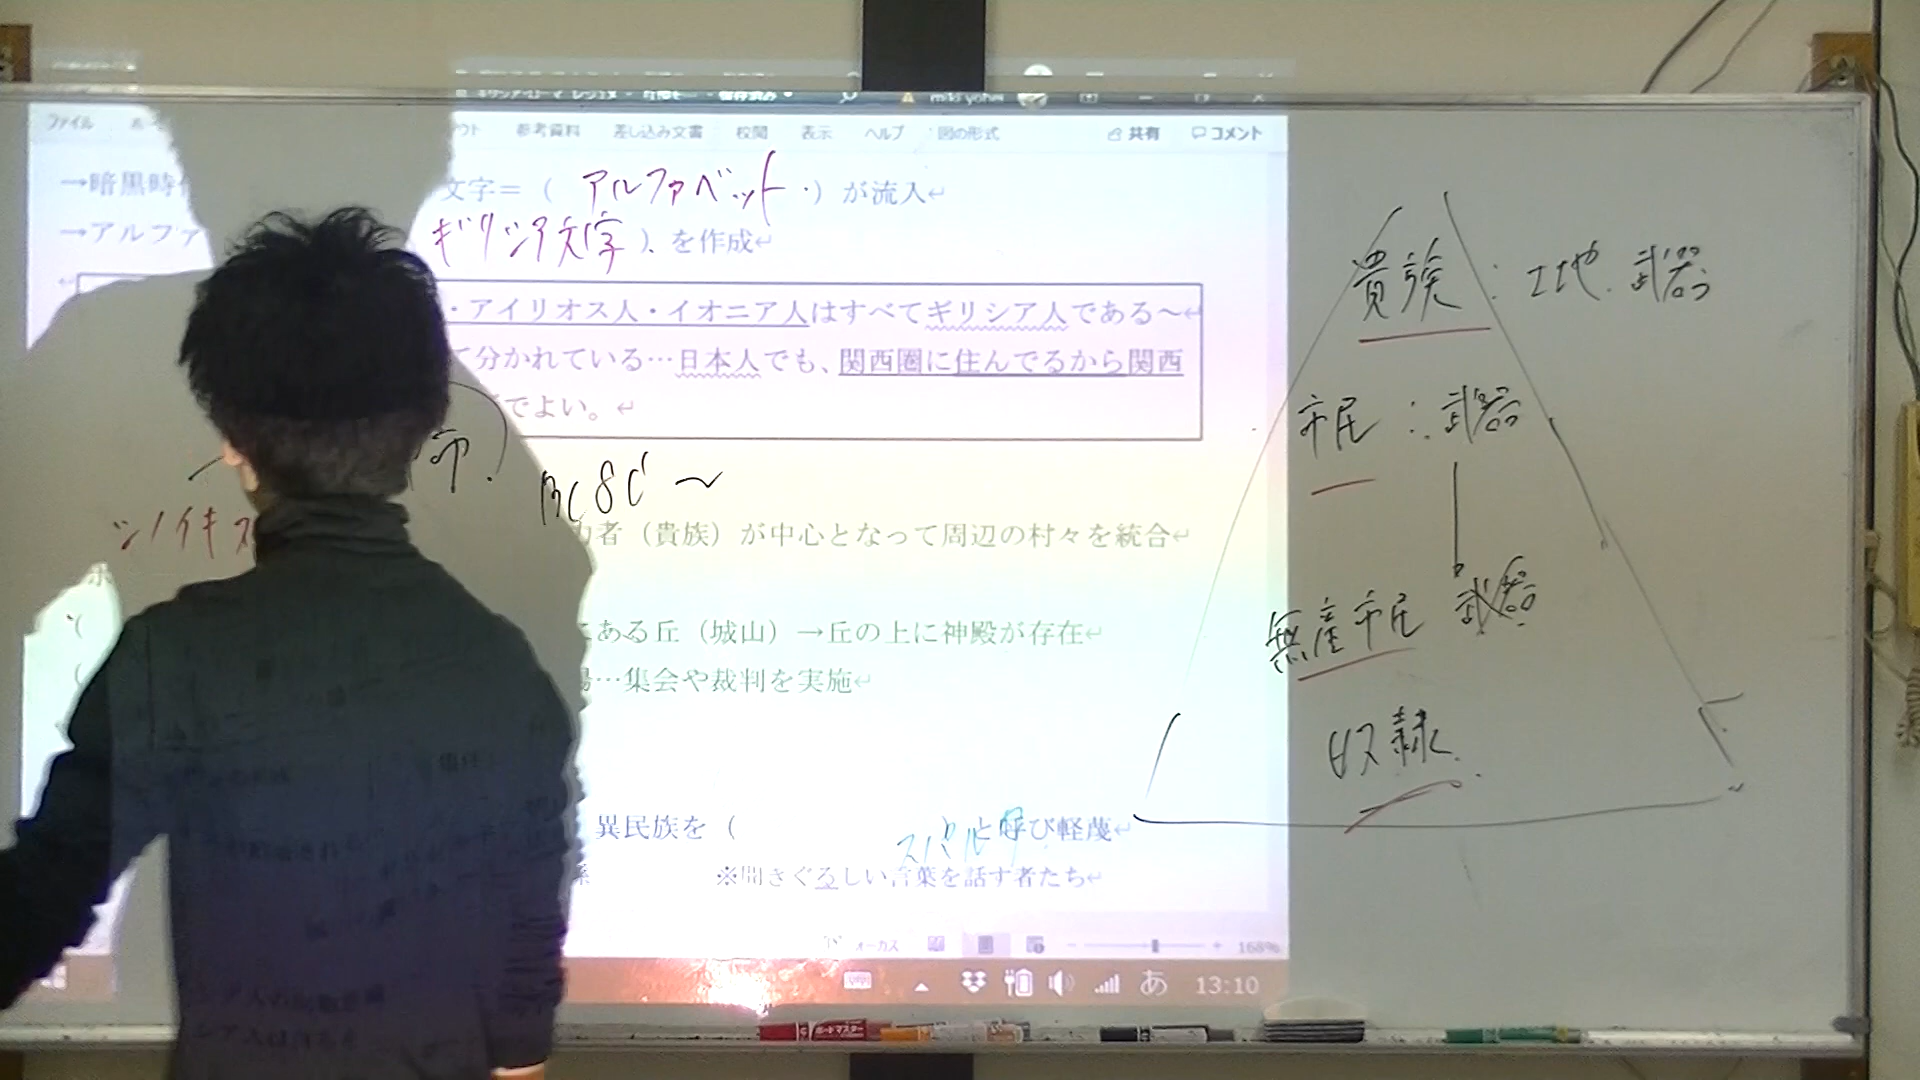 ファイル
参考資料 差し込み文書 校閲 表示 ヘルプ 図の形式 共有 コメント
→暗黒時 文字=( アルファベット )が流入
→アルファ ギリシア文字 ).を作成
・アイリオス人・イオニア人はすべてギリシア人である〜
て分かれている…日本人でも、関西圏に住んでるから関西
でよい。
市)
BC 8C 〜
シノイキス
力者(貴族)が中心となって周辺の村々を統合
にある丘(城山)→丘の上に神殿が存在
場…集会や裁判を実施
異民族を( )と呼び軽蔑
スパルタ
※聞きぐるしい言葉を話す者たち
168%
あ 13:10
貴族:土地.武器
市民:武器
無産市民 武器
奴隷